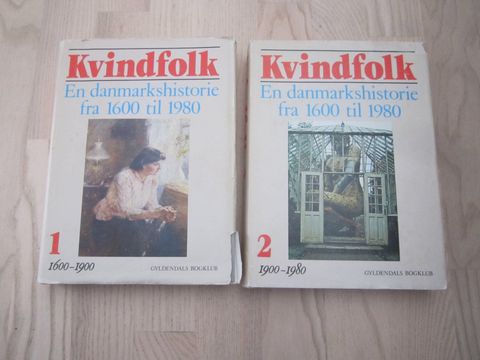 Kvindfolk
En danmarkshistorie
fra 1600 til 1980
1
1600-1900
GYLDENDALS BOGKLUB
Kvindfolk
En danmarkshistorie
fra 1600 til 1980
2
1900-1980
GYLDENDALS BOGKLUB